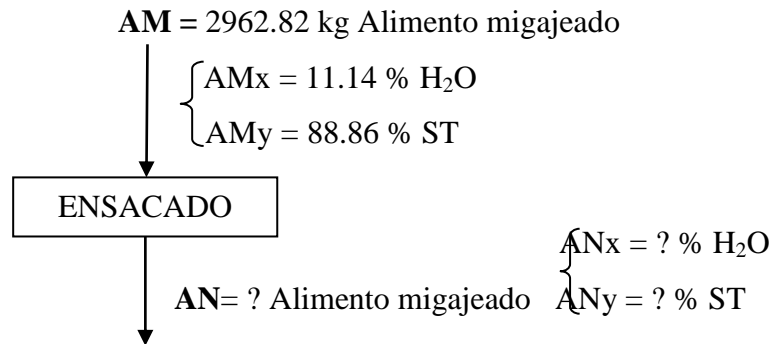 AM = 2962.82 kg Alimento migajeado
AMx = 11.14 % H₂O
AMy = 88.86 % ST
ENSACADO
ANx = ? % H₂O
AN= ? Alimento migajeado
ANy = ? % ST